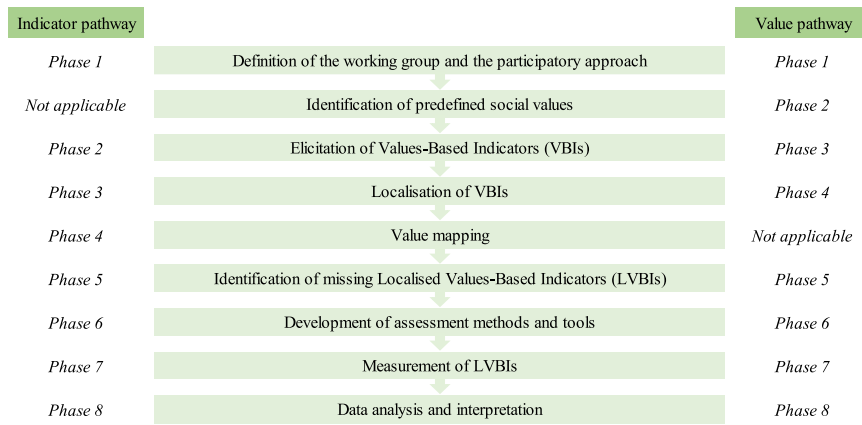 Indicator pathway
Value pathway
Phase 1
Definition of the working group and the participatory approach
Phase 1
Not applicable
Identification of predefined social values
Phase 2
Phase 2
Elicitation of Values-Based Indicators (VBIs)
Phase 3
Phase 3
Localisation of VBIs
Phase 4
Phase 4
Value mapping
Not applicable
Phase 5
Identification of missing Localised Values-Based Indicators (LVBIs)
Phase 5
Phase 6
Development of assessment methods and tools
Phase 6
Phase 7
Measurement of LVBIs
Phase 7
Phase 8
Data analysis and interpretation
Phase 8